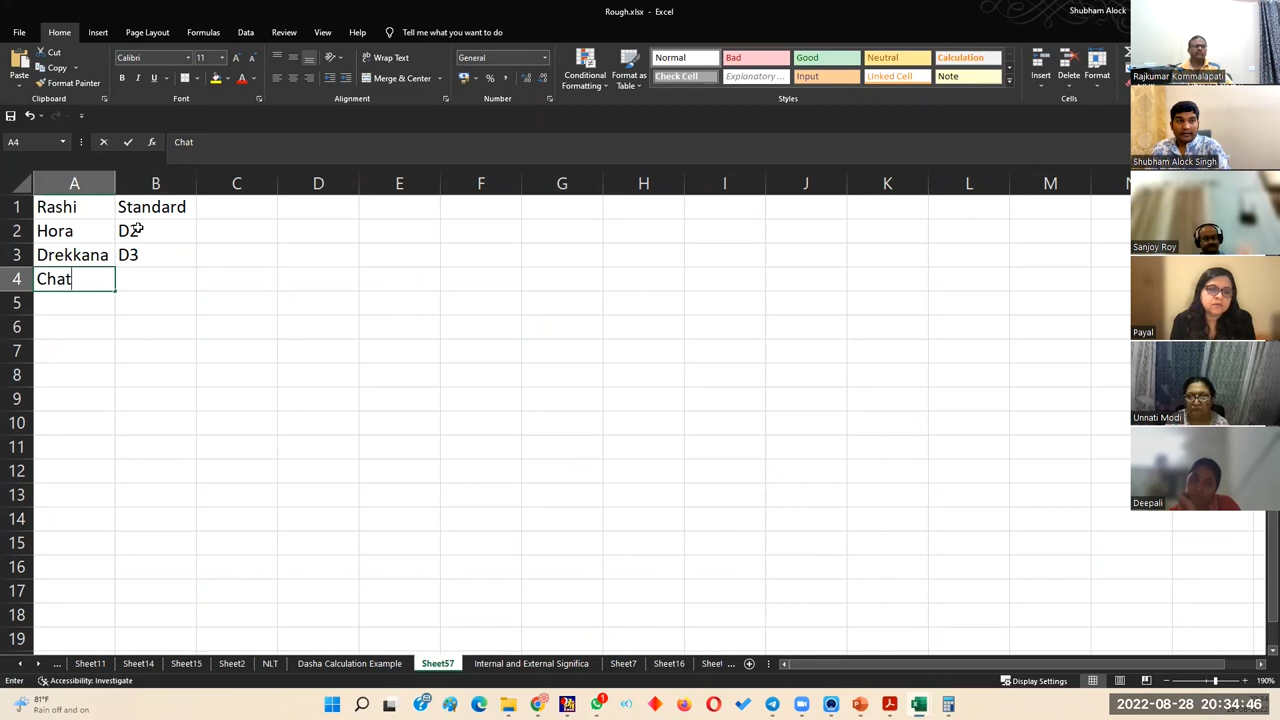 Rough.xlsx - Excel
Shubham Alock
File Home Insert Page Layout Formulas Data Review View Help Tell me what you want to do
Paste
Cut
Copy
Format Painter
Clipboard
Calibri 11
B I U
Font
Wrap Text
Merge & Center
Alignment
General
Number
Conditional Formatting
Format as Table
Normal Bad Good Neutral Calculation
Check Cell Explanatory ... Input Linked Cell Note
Styles
Insert Delete Format
Cells
A4 fx Chat
A B C D E F G H I J K L M
1 Rashi Standard
2 Hora D2
3 Drekkana D3
4 Chat
5
6
7
8
9
10
11
12
13
14
15
16
17
18
19
... Sheet11 Sheet14 Sheet15 Sheet2 NLT Dasha Calculation Example Sheet57 Internal and External Significa Sheet7 Sheet16 Sheel ...
Enter Accessibility: Investigate Display Settings 190%
81°F
Rain off and on
1
2022-08-28 20:34:46
Rajkumar Kommalapati
Shubham Alock Singh
Sanjoy Roy
Payal
Unnati Modi
Deepali